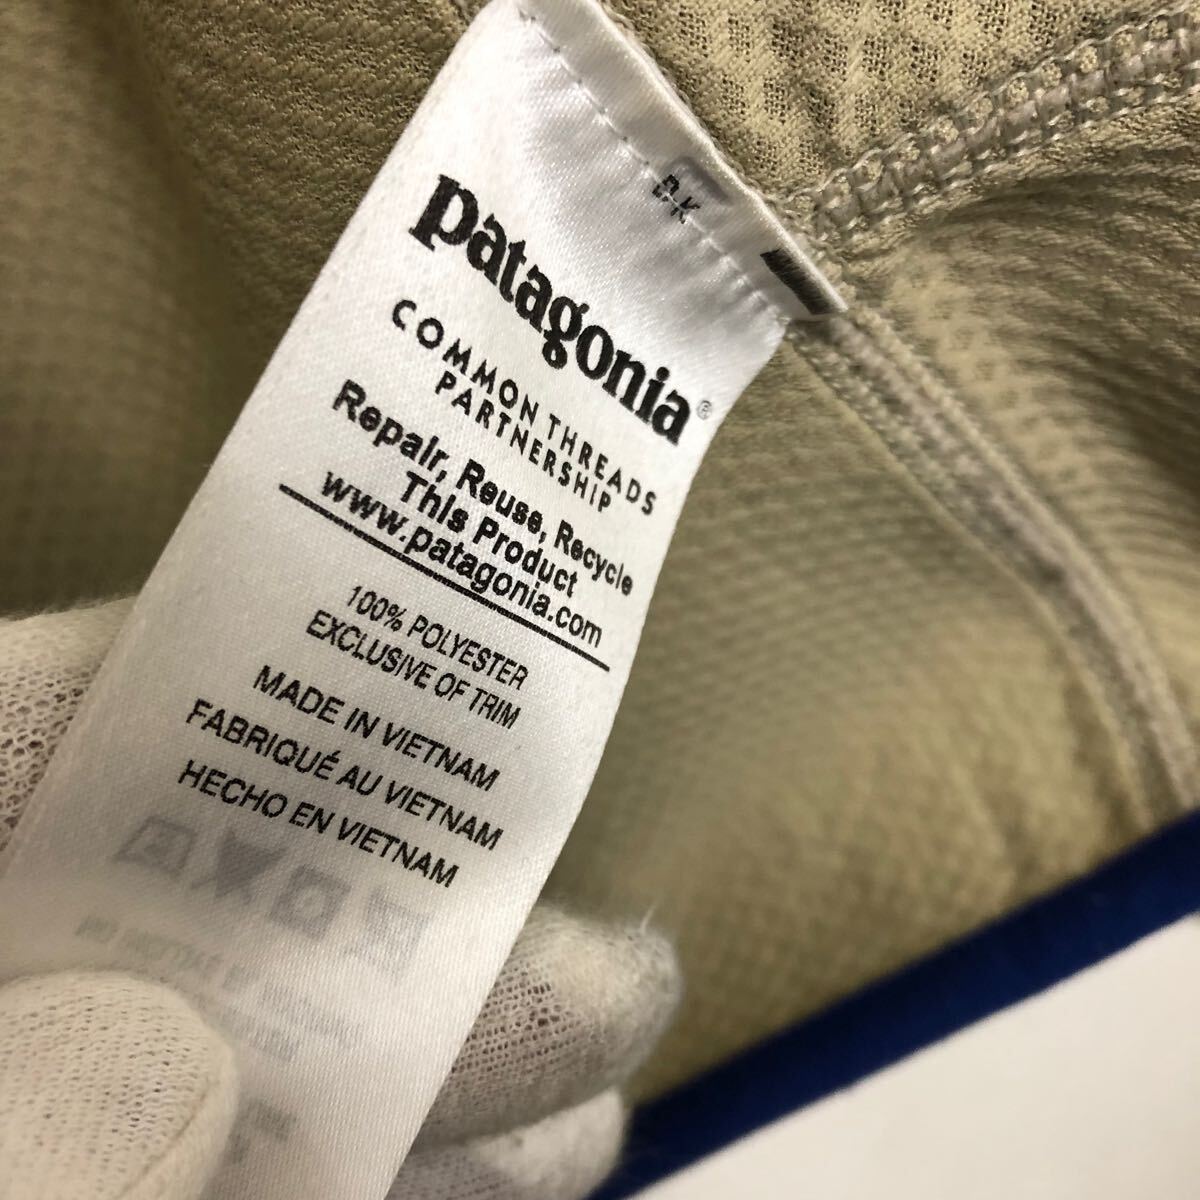 DK
patagonia®
COMMON THREADS
PARTNERSHIP
Repair, Reuse, Recycle
This Product
www.patagonia.com
100% POLYESTER
EXCLUSIVE OF TRIM
MADE IN VIETNAM
FABRIQUÉ AU VIETNAM
HECHO EN VIETNAM